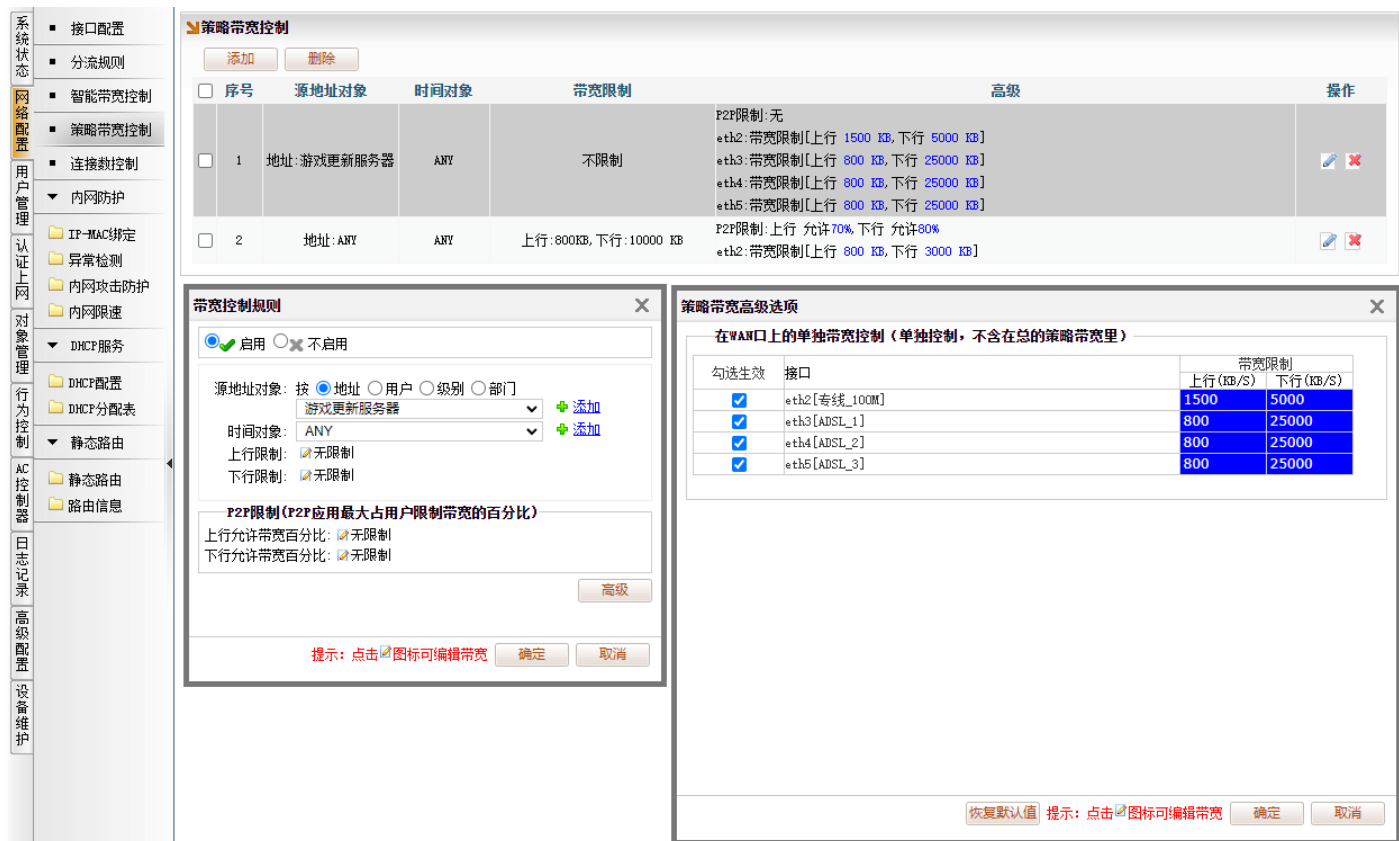 系统状态
网络配置
用户管理
认证上网
对象管理
行为控制
AC控制器
日志记录
高级配置
设备维护
接口配置
分流规则
智能带宽控制
策略带宽控制
连接数控制
内网防护
IP-MAC绑定
异常检测
内网攻击防护
内网限速
DHCP服务
DHCP配置
DHCP分配表
静态路由
静态路由
路由信息
策略带宽控制
添加 删除
序号 源地址对象 时间对象 带宽限制 高级 操作
P2P限制:无
eth2:带宽限制[上行 1500 KB,下行 5000 KB]
1 地址:游戏更新服务器 ANY 不限制 eth3:带宽限制[上行 800 KB,下行 25000 KB]
eth4:带宽限制[上行 800 KB,下行 25000 KB]
eth5:带宽限制[上行 800 KB,下行 25000 KB]
2 地址:ANY ANY 上行:800KB,下行:10000 KB P2P限制:上行 允许70%,下行 允许80%
eth2:带宽限制[上行 800 KB,下行 3000 KB]
带宽控制规则
启用 不启用
源地址对象: 按 地址 用户 级别 部门
游戏更新服务器 添加
时间对象: ANY 添加
上行限制: 无限制
下行限制: 无限制
P2P限制(P2P应用最大占用户限制带宽的百分比)
上行允许带宽百分比: 无限制
下行允许带宽百分比: 无限制
高级
提示: 点击图标可编辑带宽 确定 取消
策略带宽高级选项
在WAN口上的单独带宽控制(单独控制,不含在总的策略带宽里)
勾选生效 接口 带宽限制
上行(KB/S) 下行(KB/S)
eth2[专线_100M] 1500 5000
eth3[ADSL_1] 800 25000
eth4[ADSL_2] 800 25000
eth5[ADSL_3] 800 25000
恢复默认值 提示: 点击图标可编辑带宽 确定 取消